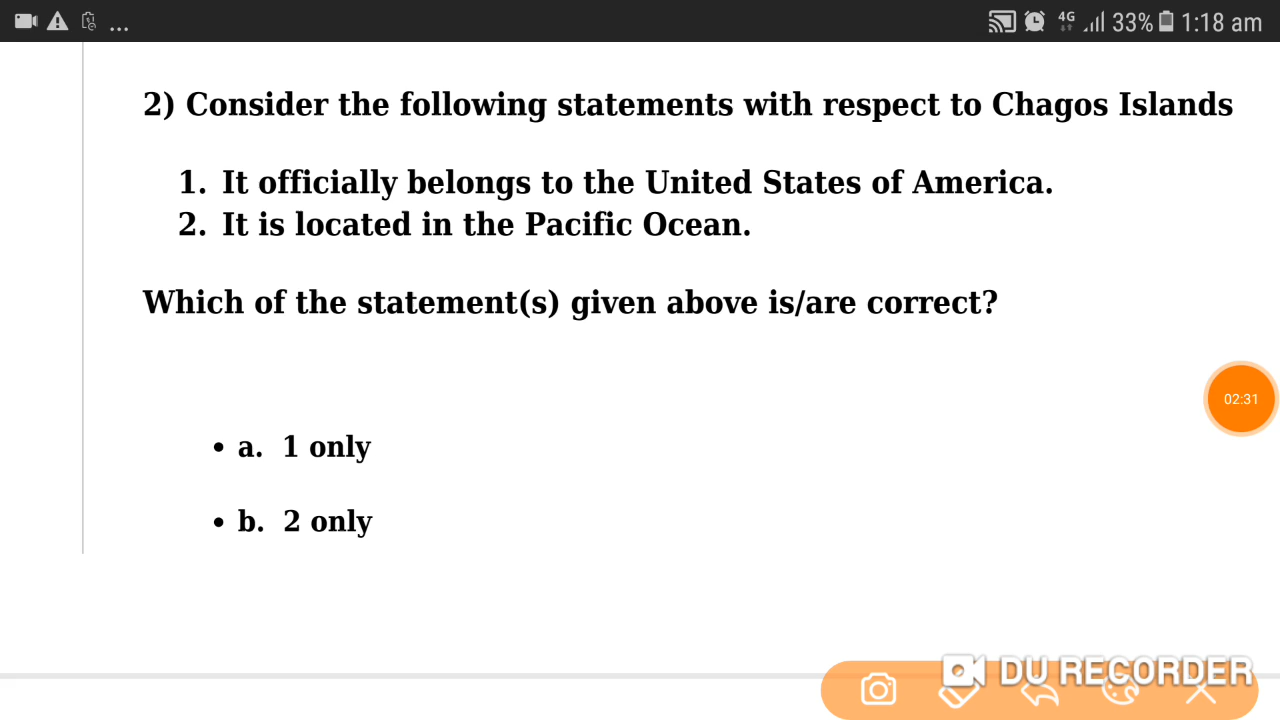 4G 33% 1:18 am
2) Consider the following statements with respect to Chagos Islands
1. It officially belongs to the United States of America.
2. It is located in the Pacific Ocean.
Which of the statement(s) given above is/are correct?
02:31
• a. 1 only
• b. 2 only
DU RECORDER